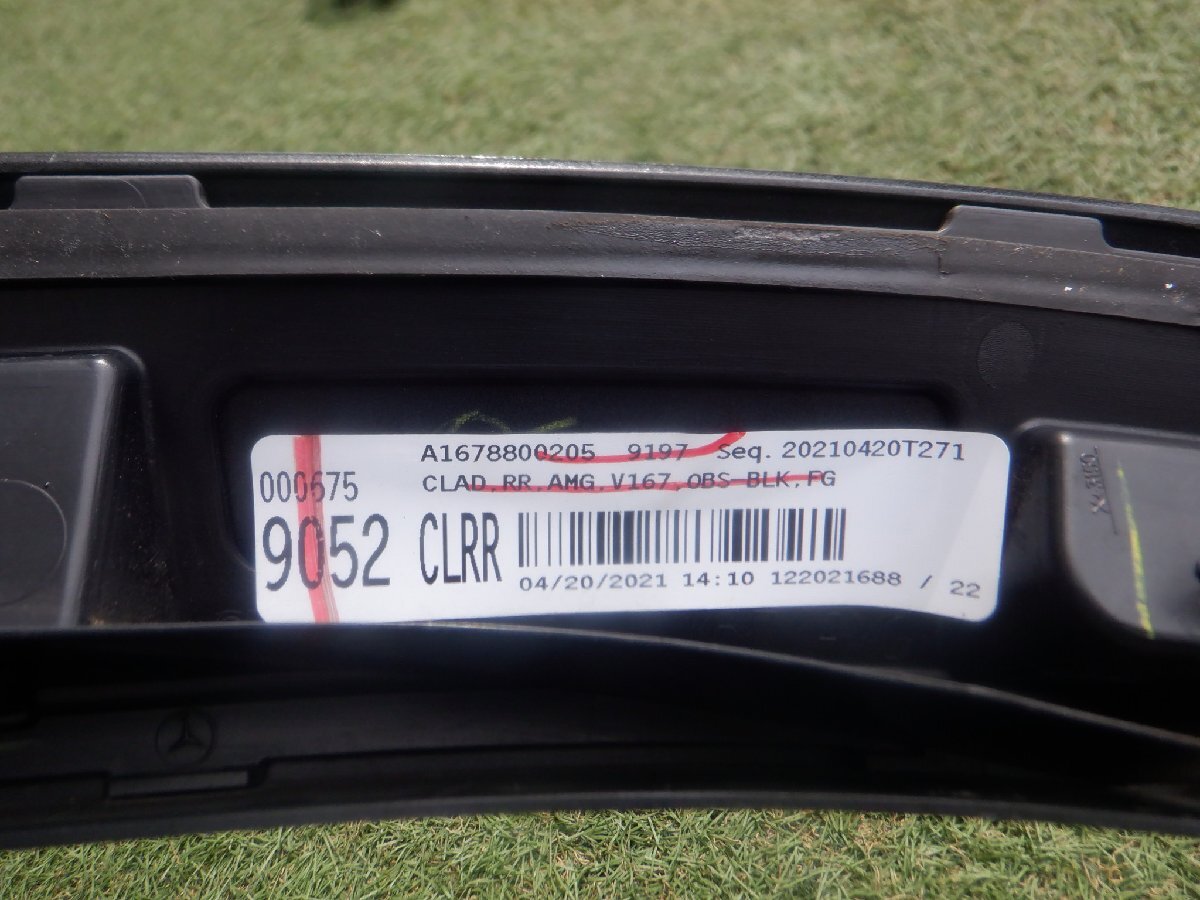 A1678800205 9197 Seq. 20210420T271
000675 CLAD,RR,AMG,V167,OBS BLK,FG
9052 CLRR
04/20/2021 14:10 122021688 / 22